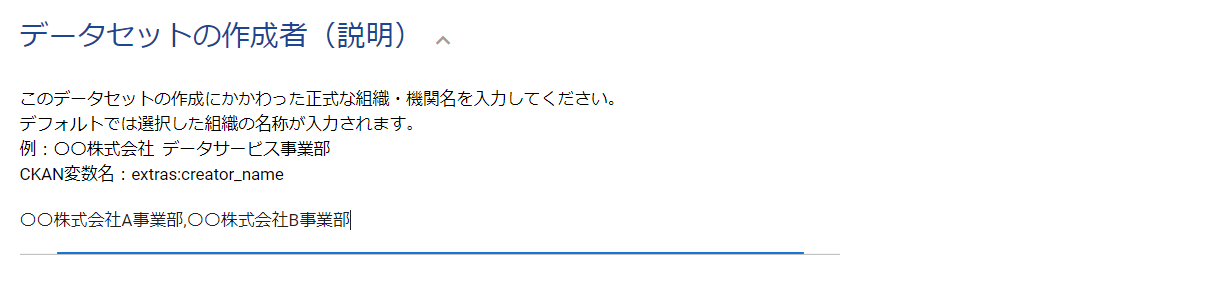 データセットの作成者（説明）
このデータセットの作成にかかわった正式な組織・機関名を入力してください。
デフォルトでは選択した組織の名称が入力されます。
例：〇〇株式会社 データサービス事業部
CKAN変数名：extras:creator_name
〇〇株式会社A事業部,〇〇株式会社B事業部